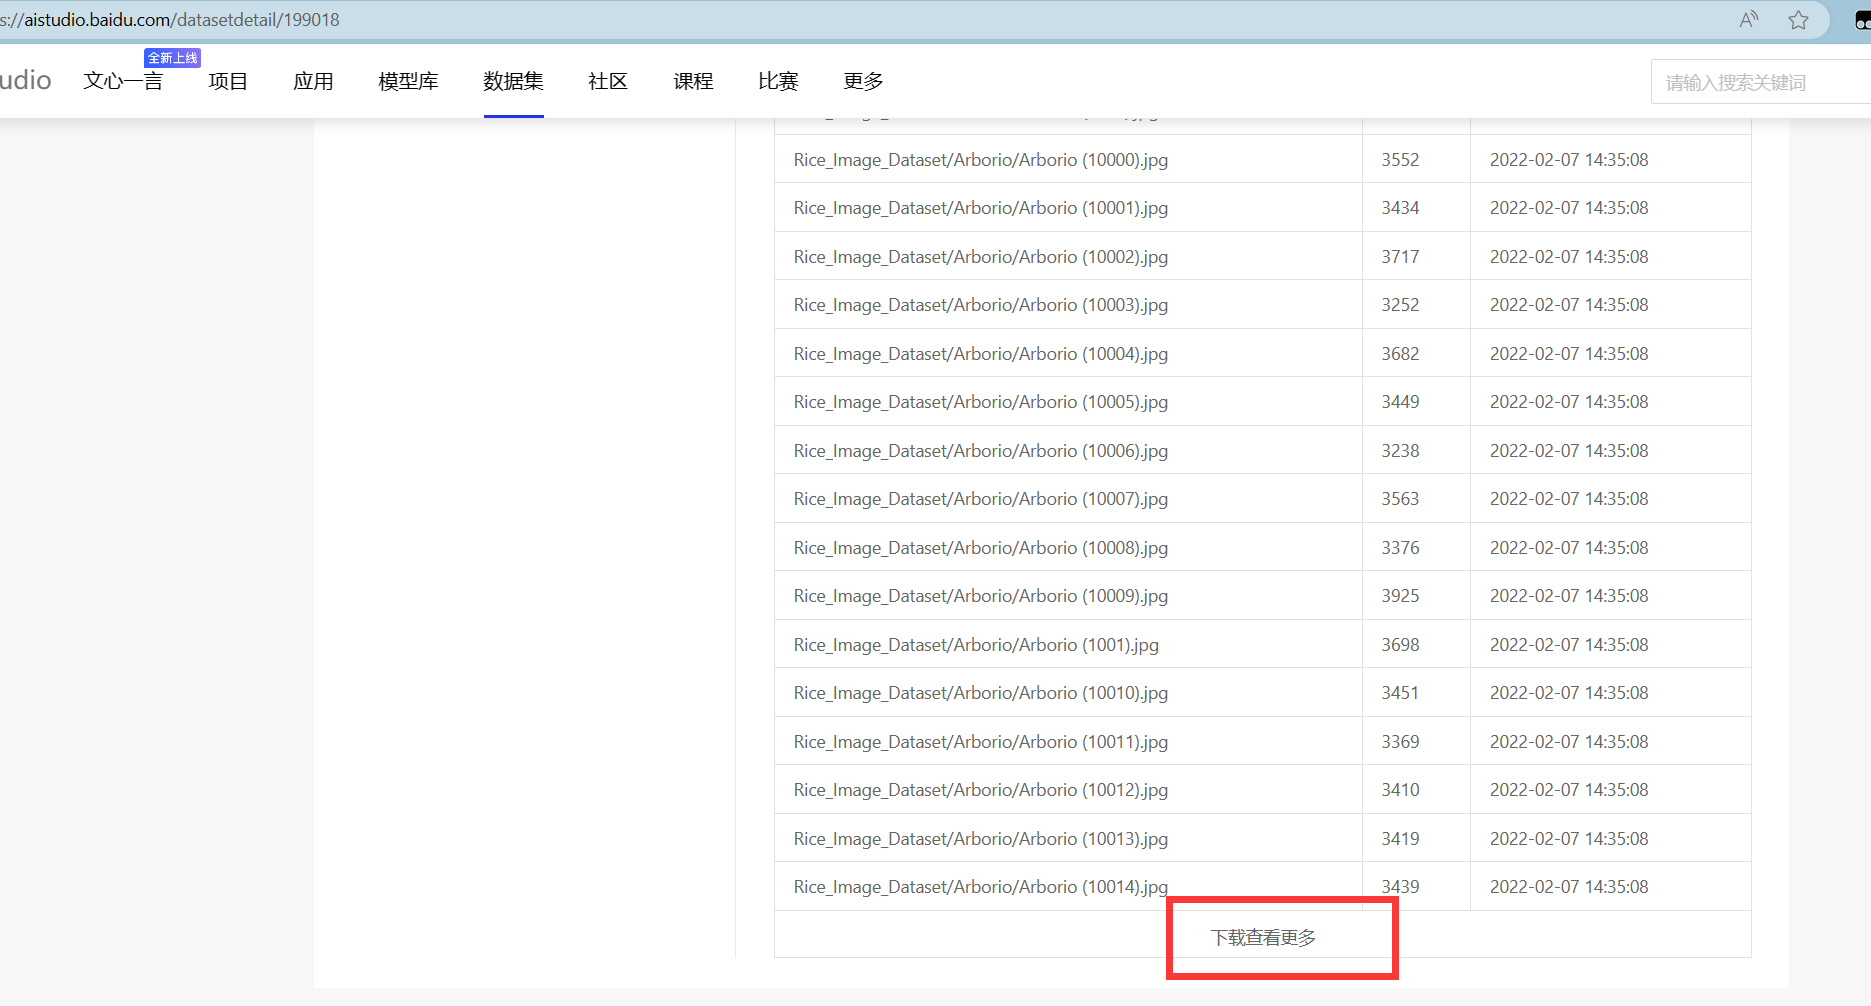 s://aistudio.baidu.com/datasetdetail/199018
全新上线
udio 文心一言 项目 应用 模型库 数据集 社区 课程 比赛 更多 请输入搜索关键词
Rice_Image_Dataset/Arborio/Arborio (10000).jpg 3552 2022-02-07 14:35:08
Rice_Image_Dataset/Arborio/Arborio (10001).jpg 3434 2022-02-07 14:35:08
Rice_Image_Dataset/Arborio/Arborio (10002).jpg 3717 2022-02-07 14:35:08
Rice_Image_Dataset/Arborio/Arborio (10003).jpg 3252 2022-02-07 14:35:08
Rice_Image_Dataset/Arborio/Arborio (10004).jpg 3682 2022-02-07 14:35:08
Rice_Image_Dataset/Arborio/Arborio (10005).jpg 3449 2022-02-07 14:35:08
Rice_Image_Dataset/Arborio/Arborio (10006).jpg 3238 2022-02-07 14:35:08
Rice_Image_Dataset/Arborio/Arborio (10007).jpg 3563 2022-02-07 14:35:08
Rice_Image_Dataset/Arborio/Arborio (10008).jpg 3376 2022-02-07 14:35:08
Rice_Image_Dataset/Arborio/Arborio (10009).jpg 3925 2022-02-07 14:35:08
Rice_Image_Dataset/Arborio/Arborio (1001).jpg 3698 2022-02-07 14:35:08
Rice_Image_Dataset/Arborio/Arborio (10010).jpg 3451 2022-02-07 14:35:08
Rice_Image_Dataset/Arborio/Arborio (10011).jpg 3369 2022-02-07 14:35:08
Rice_Image_Dataset/Arborio/Arborio (10012).jpg 3410 2022-02-07 14:35:08
Rice_Image_Dataset/Arborio/Arborio (10013).jpg 3419 2022-02-07 14:35:08
Rice_Image_Dataset/Arborio/Arborio (10014).jpg 3439 2022-02-07 14:35:08
下载查看更多